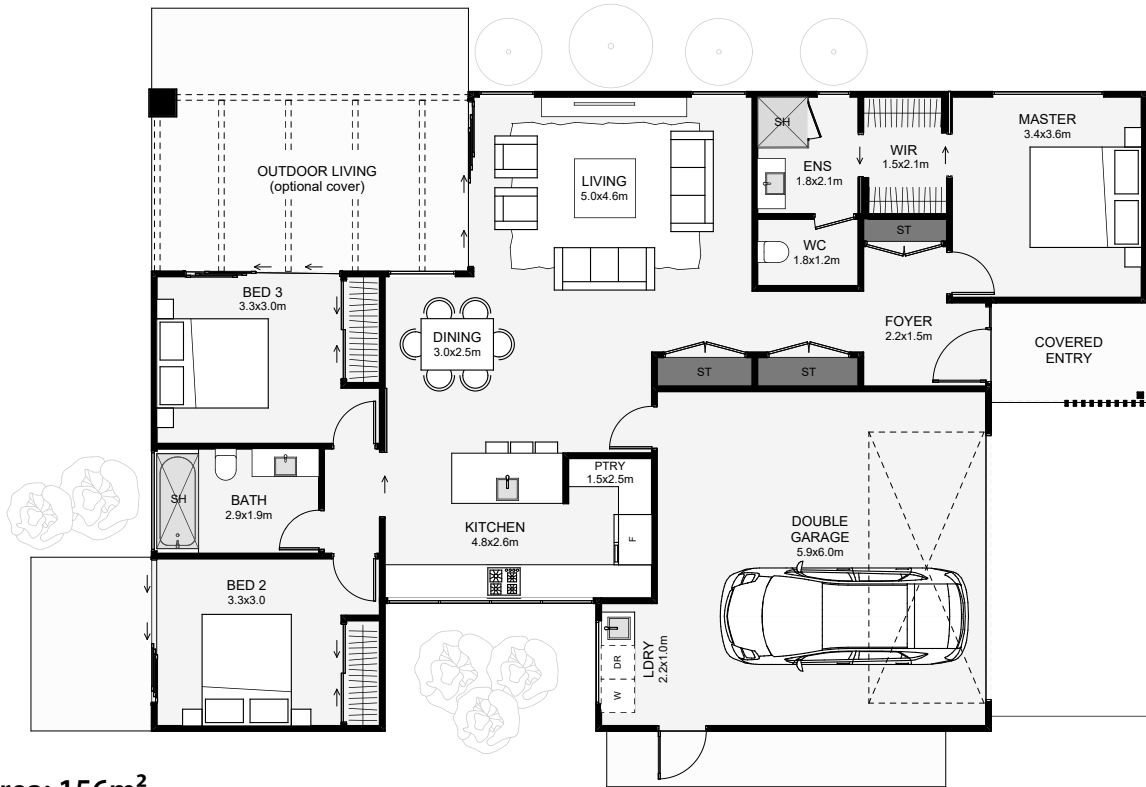 OUTDOOR LIVING
(optional cover)
LIVING
5.0x4.6m
SH
ENS
1.8x2.1m
WIR
1.5x2.1m
MASTER
3.4x3.6m
ST
WC
1.8x1.2m
BED 3
3.3x3.0m
DINING
3.0x2.5m
FOYER
2.2x1.5m
COVERED
ENTRY
ST
ST
SH
BATH
2.9x1.9m
PTRY
1.5x2.5m
F
KITCHEN
4.8x2.6m
DOUBLE
GARAGE
5.9x6.0m
BED 2
3.3x3.0
LDRY
2.2x1.0m
DR
W
156m²